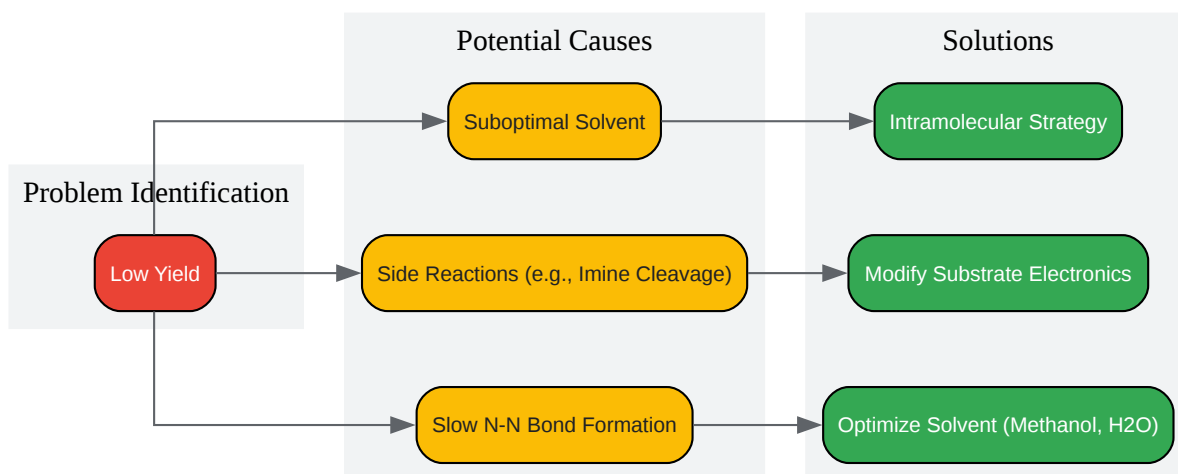 Potential Causes
Solutions
Suboptimal Solvent
Intramolecular Strategy
Problem Identification
Low Yield
Side Reactions (e.g., Imine Cleavage)
Modify Substrate Electronics
Slow N-N Bond Formation
Optimize Solvent (Methanol, H2O)